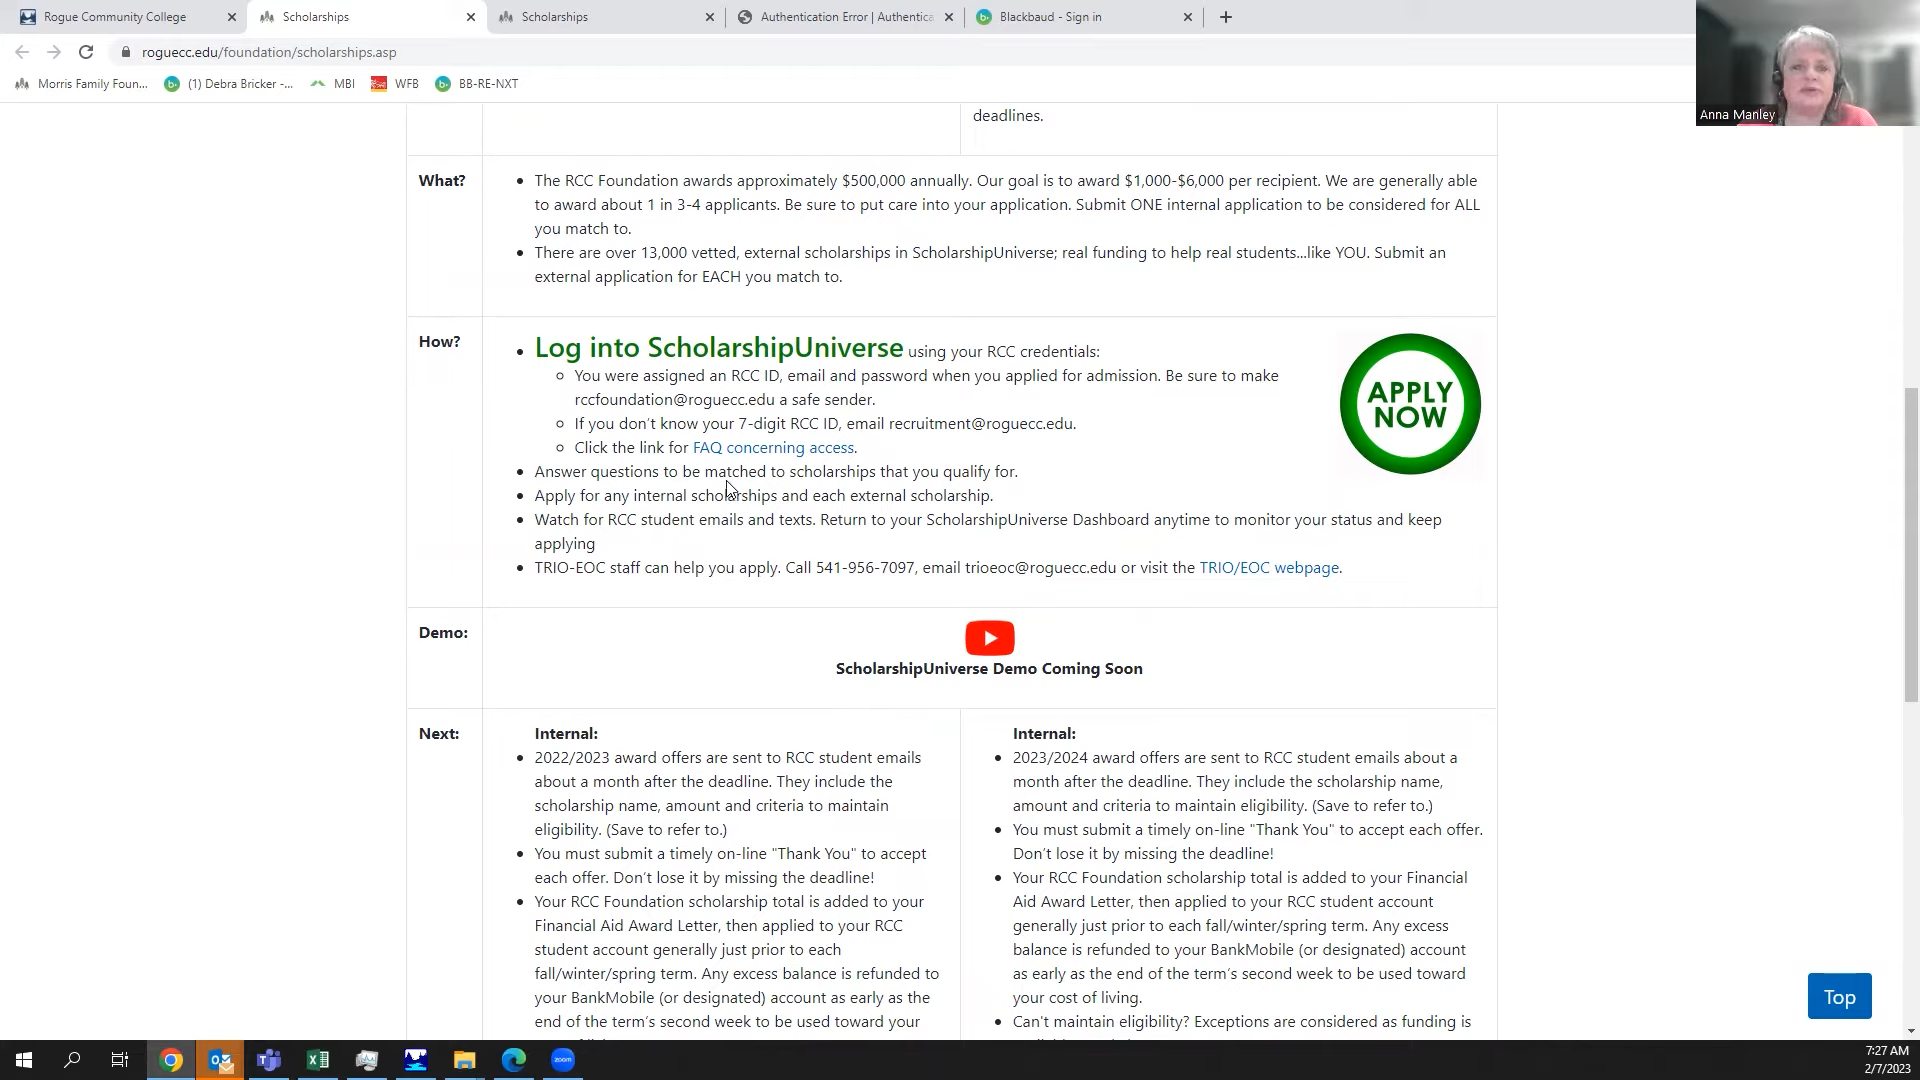 Rogue Community College
Scholarships
Scholarships
Authentication Error | Authentica
Blackbaud - Sign in
roguecc.edu/foundation/scholarships.asp
Morris Family Foun...
(1) Debra Bricker -...
MBI
WFB
BB-RE-NXT
Anna Manley
deadlines.
What?
The RCC Foundation awards approximately $500,000 annually. Our goal is to award $1,000-$6,000 per recipient. We are generally able
to award about 1 in 3-4 applicants. Be sure to put care into your application. Submit ONE internal application to be considered for ALL
you match to.
There are over 13,000 vetted, external scholarships in ScholarshipUniverse; real funding to help real students...like YOU. Submit an
external application for EACH you match to.
How?
Log into ScholarshipUniverse using your RCC credentials:
You were assigned an RCC ID, email and password when you applied for admission. Be sure to make
rccfoundation@roguecc.edu a safe sender.
If you don't know your 7-digit RCC ID, email recruitment@roguecc.edu.
Click the link for FAQ concerning access.
APPLY
NOW
Answer questions to be matched to scholarships that you qualify for.
Apply for any internal scholarships and each external scholarship.
Watch for RCC student emails and texts. Return to your ScholarshipUniverse Dashboard anytime to monitor your status and keep
applying
TRIO-EOC staff can help you apply. Call 541-956-7097, email trioeoc@roguecc.edu or visit the TRIO/EOC webpage.
Demo:
ScholarshipUniverse Demo Coming Soon
Next:
Internal:
2022/2023 award offers are sent to RCC student emails
about a month after the deadline. They include the
scholarship name, amount and criteria to maintain
eligibility. (Save to refer to.)
You must submit a timely on-line "Thank You" to accept
each offer. Don't lose it by missing the deadline!
Your RCC Foundation scholarship total is added to your
Financial Aid Award Letter, then applied to your RCC
student account generally just prior to each
fall/winter/spring term. Any excess balance is refunded to
your BankMobile (or designated) account as early as the
end of the term's second week to be used toward your
Internal:
2023/2024 award offers are sent to RCC student emails about a
month after the deadline. They include the scholarship name,
amount and criteria to maintain eligibility. (Save to refer to.)
You must submit a timely on-line "Thank You" to accept each offer.
Don't lose it by missing the deadline!
Your RCC Foundation scholarship total is added to your Financial
Aid Award Letter, then applied to your RCC student account
generally just prior to each fall/winter/spring term. Any excess
balance is refunded to your BankMobile (or designated) account
as early as the end of the term's second week to be used toward
your cost of living.
Can't maintain eligibility? Exceptions are considered as funding is
Top
zoom
7:27 AM
2/7/2023